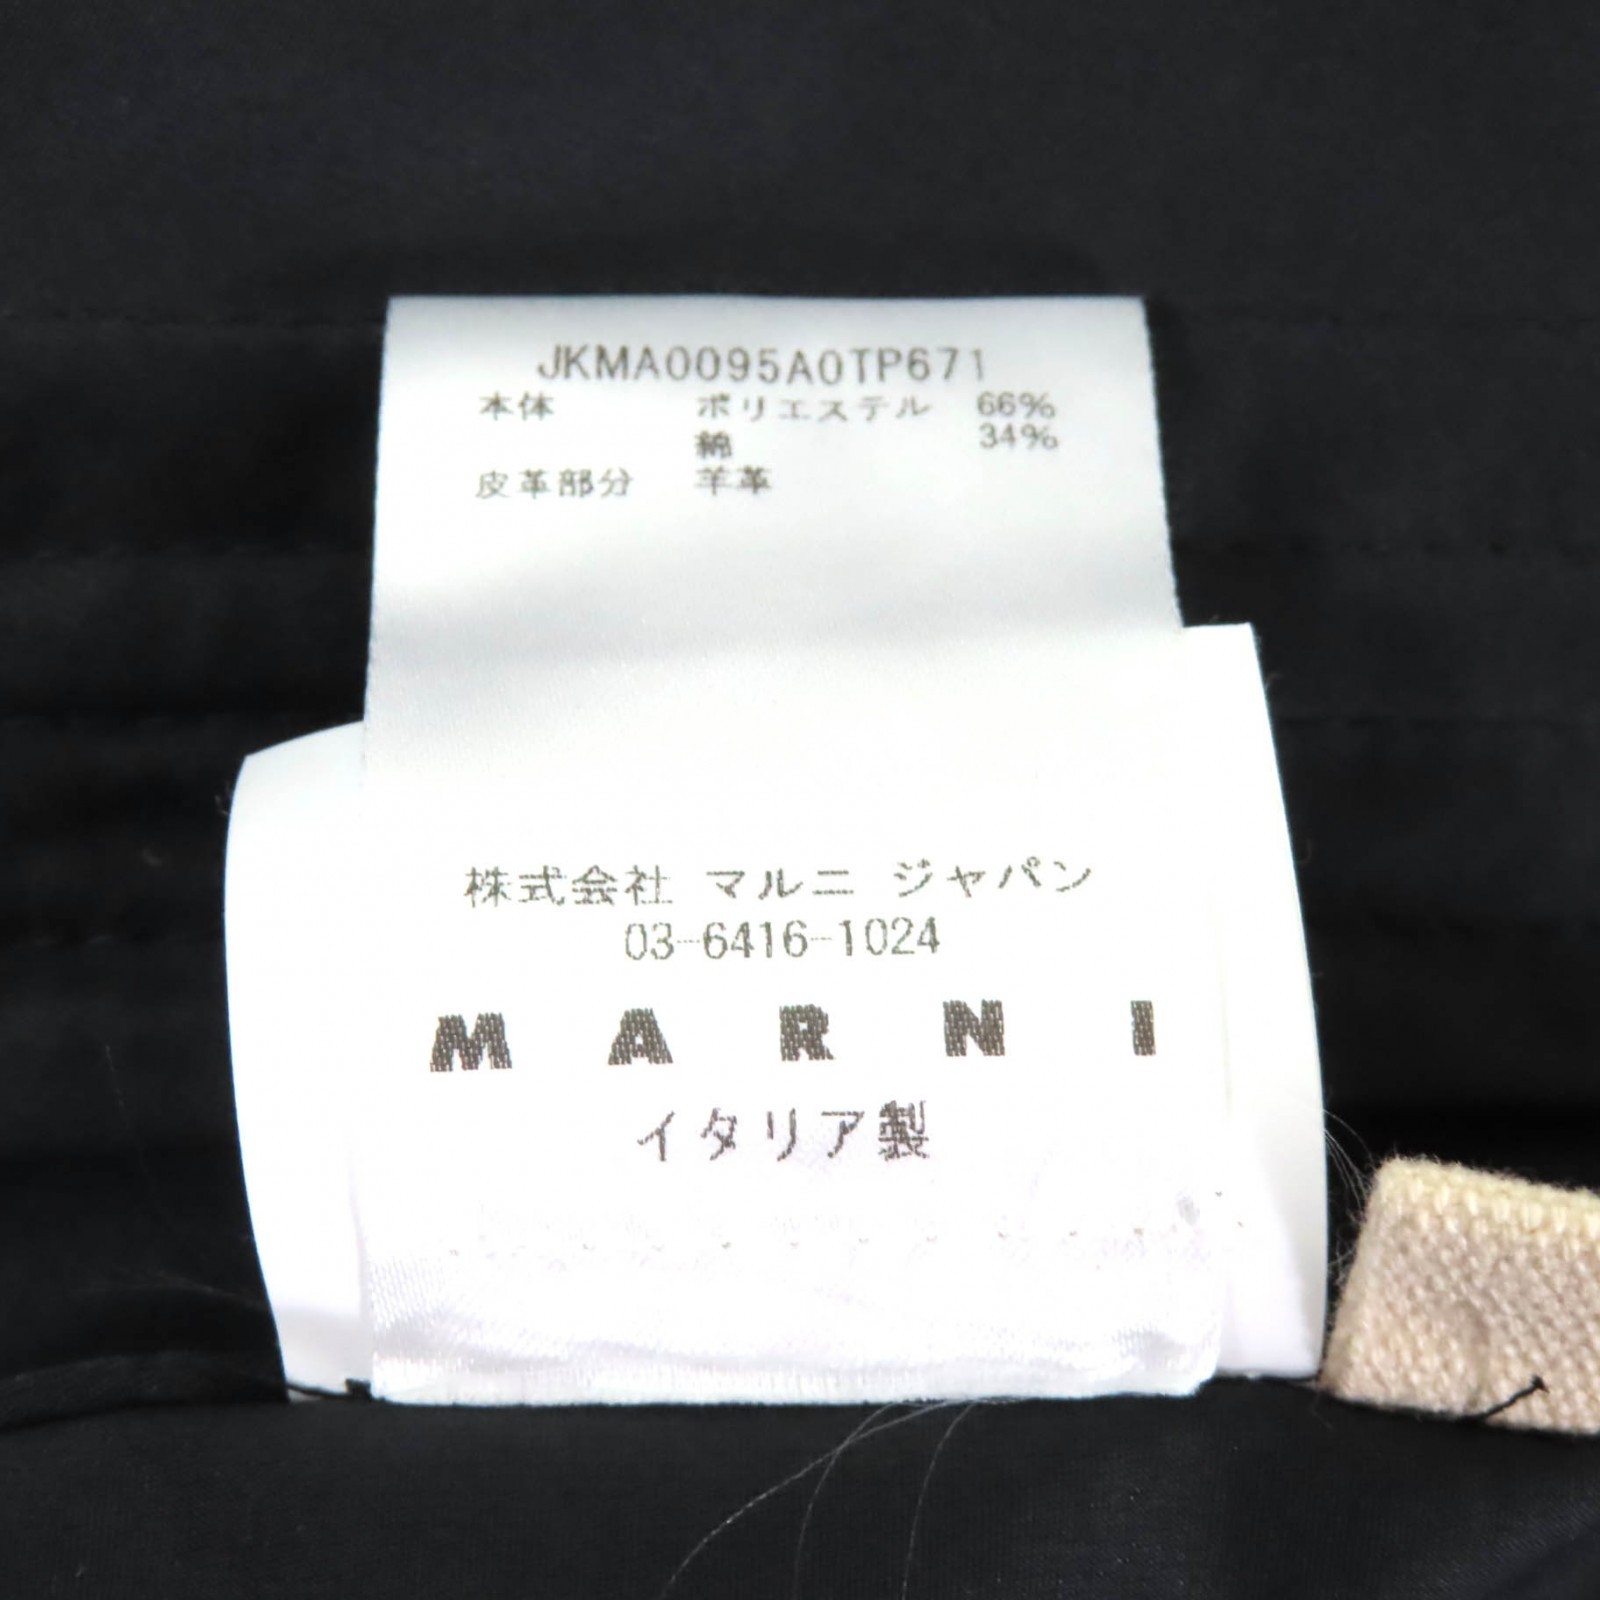 JKMA0095A0TP671
本体 ポリエステル 66%
綿 34%
皮革部分 羊革
株式会社 マルニ ジャパン
03-6416-1024
MARNI
イタリア製